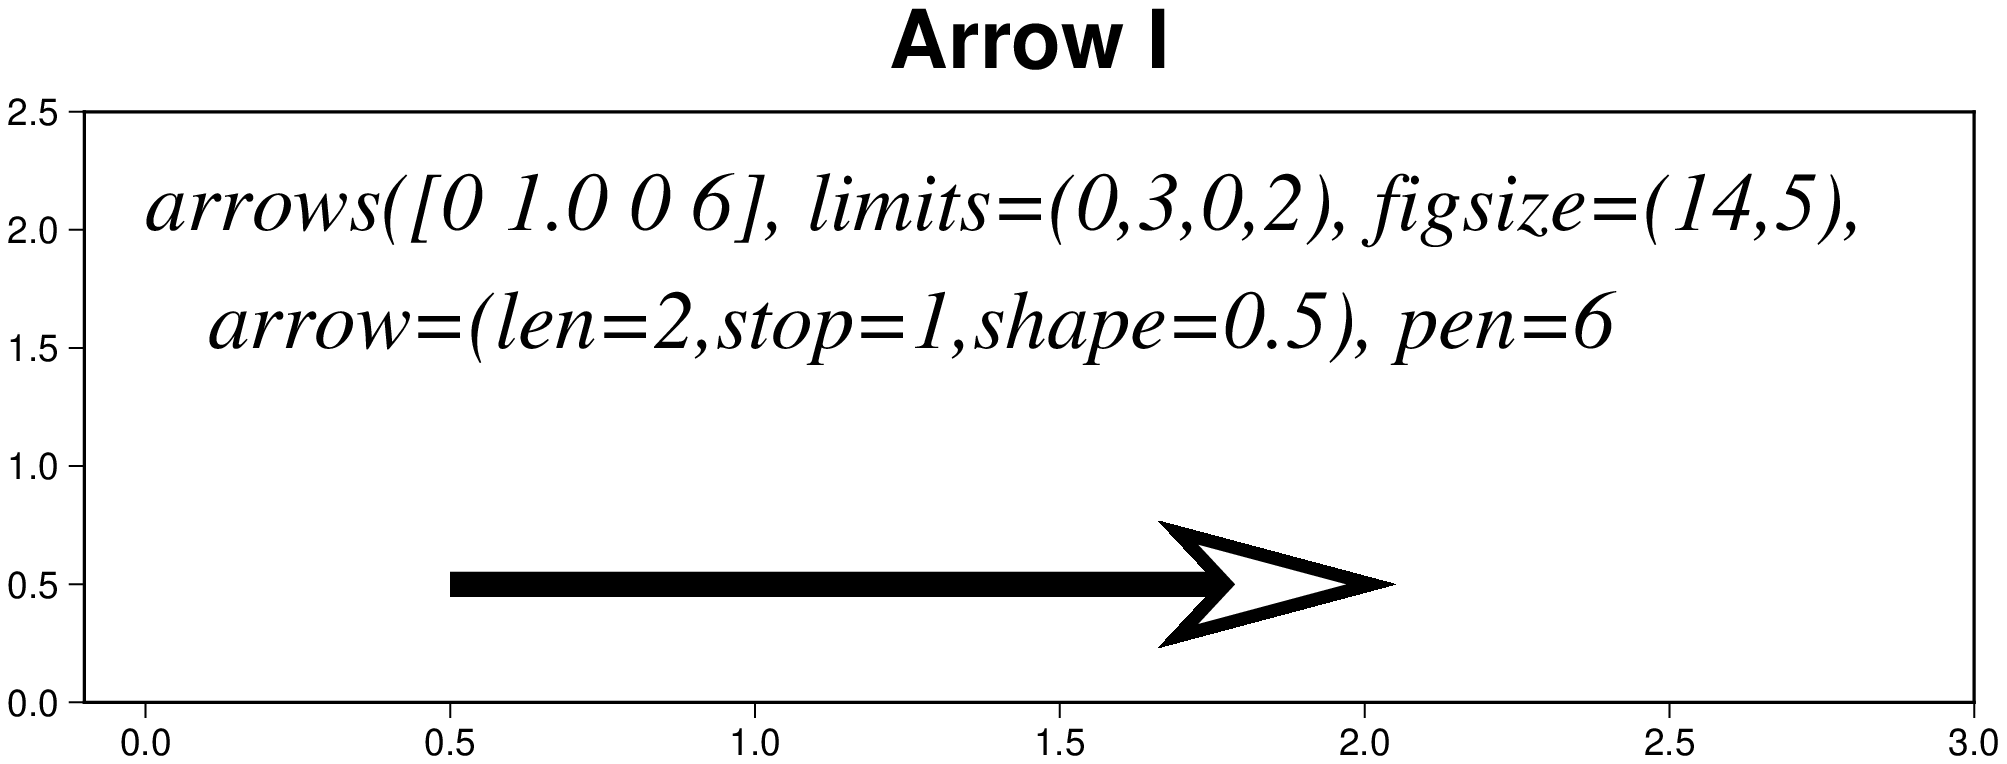 Arrow I
2.5
arrows([0 1.0 0 6], limits=(0,3,0,2), figsize=(14,5),
2.0
arrow=(len=2,stop=1,shape=0.5), pen=6
1.5
1.0
0.5
0.0
0.0 0.5 1.0 1.5 2.0 2.5 3.0